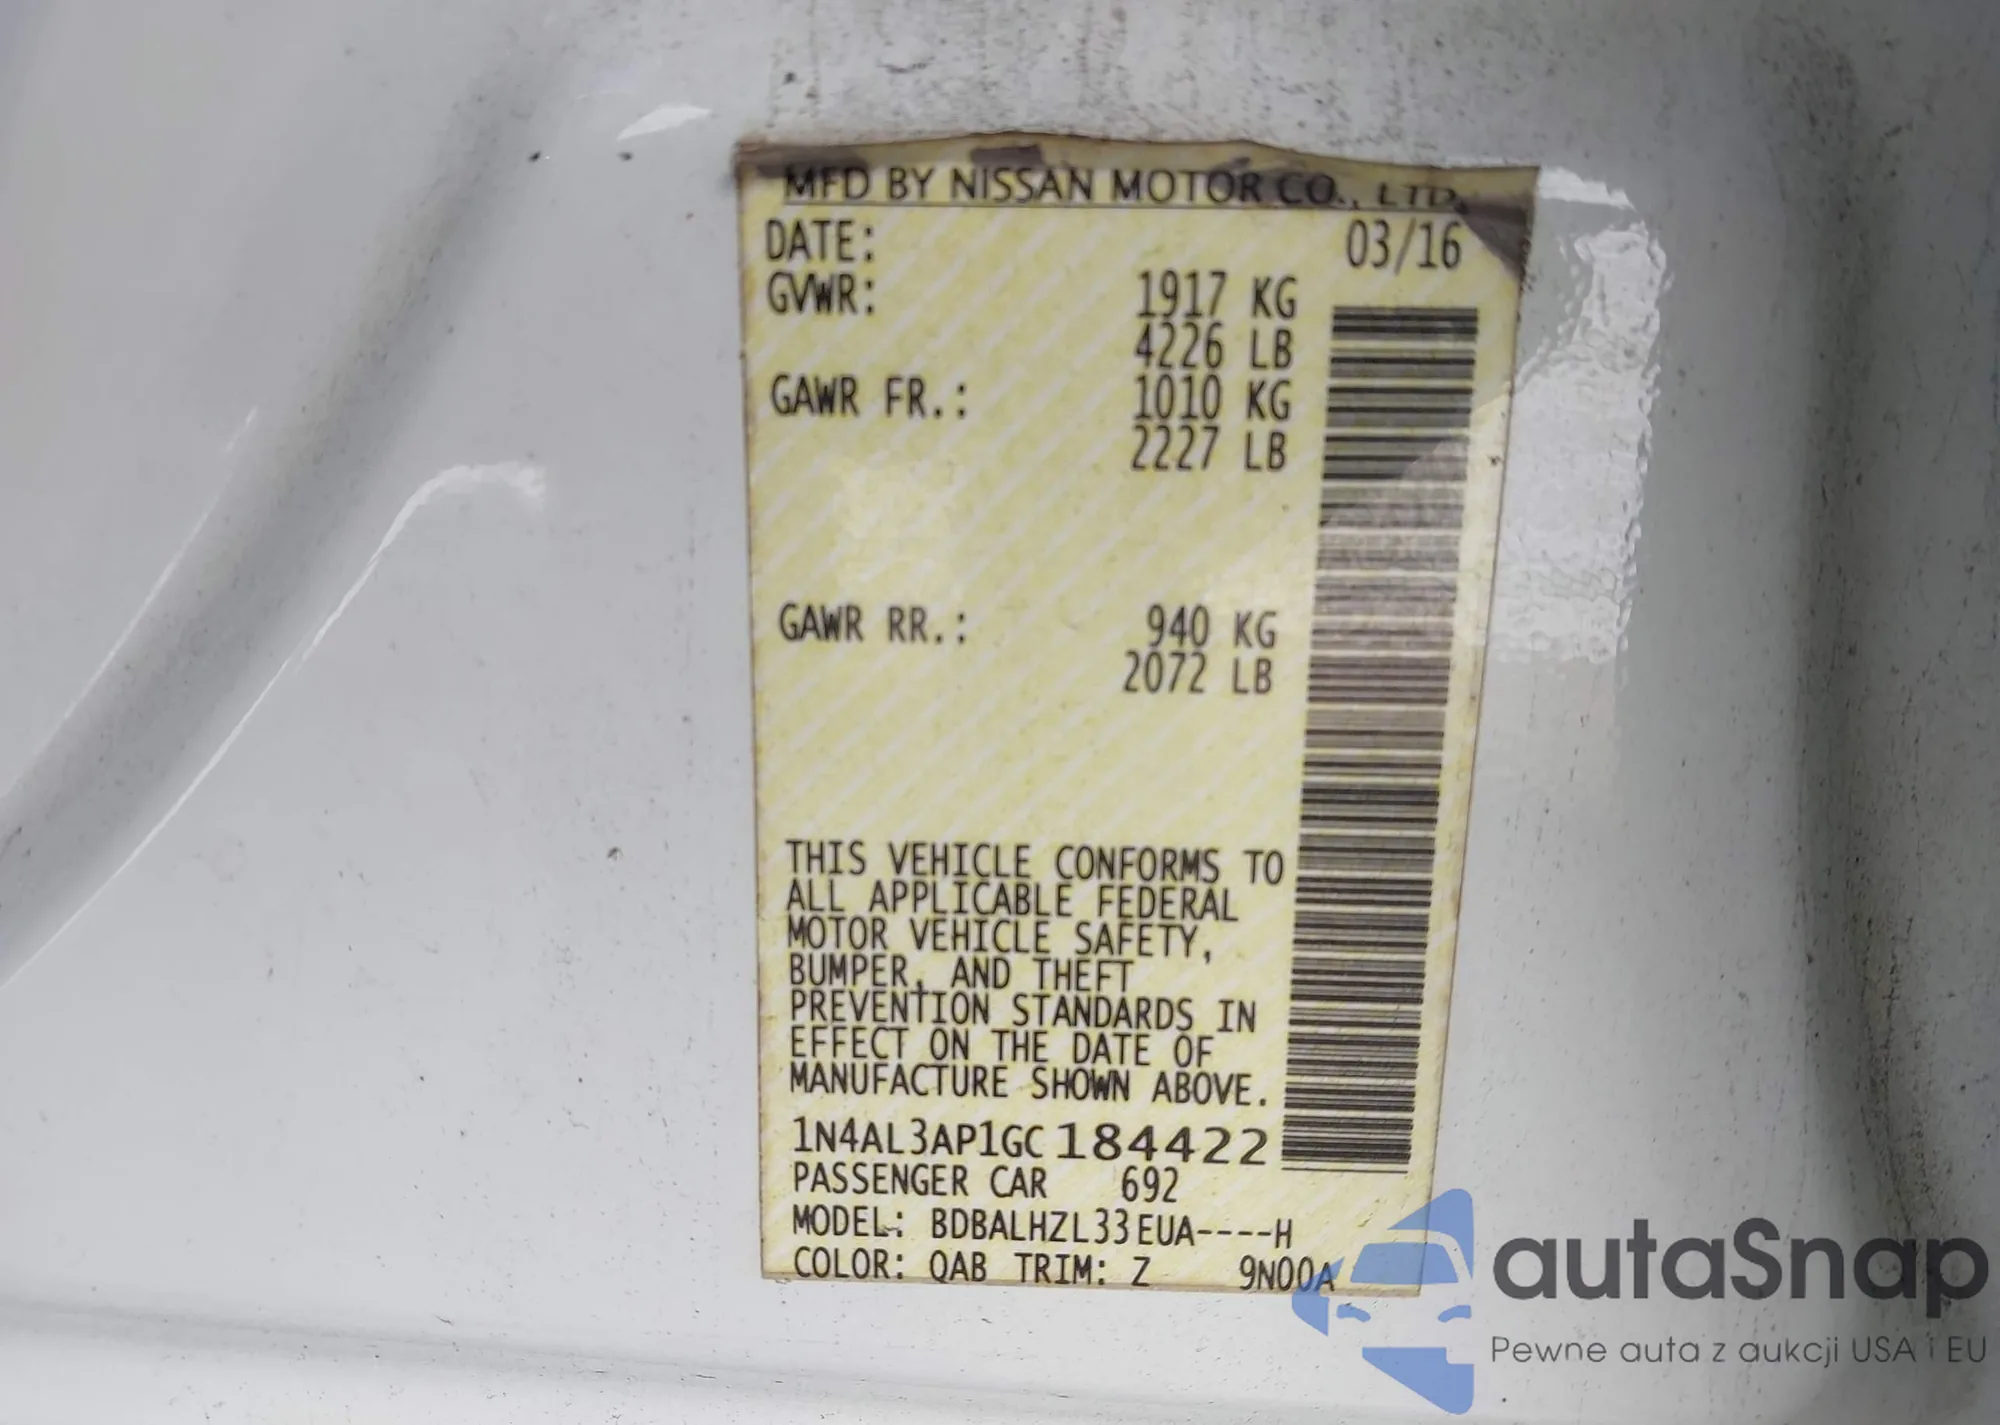 MFD BY NISSAN MOTOR CO., LTD.
DATE: 03/16
GVWR: 1917 KG
4226 LB
GAWR FR.: 1010 KG
2227 LB
GAWR RR.: 940 KG
2072 LB
THIS VEHICLE CONFORMS TO
ALL APPLICABLE FEDERAL
MOTOR VEHICLE SAFETY,
BUMPER, AND THEFT
PREVENTION STANDARDS IN
EFFECT ON THE DATE OF
MANUFACTURE SHOWN ABOVE.
1N4AL3AP1GC184422
PASSENGER CAR 692
MODEL: BDBALHZL33EUA----H
COLOR: QAB TRIM: Z 9N00A
autaSnap
Pewne auta z aukcji USA i EU